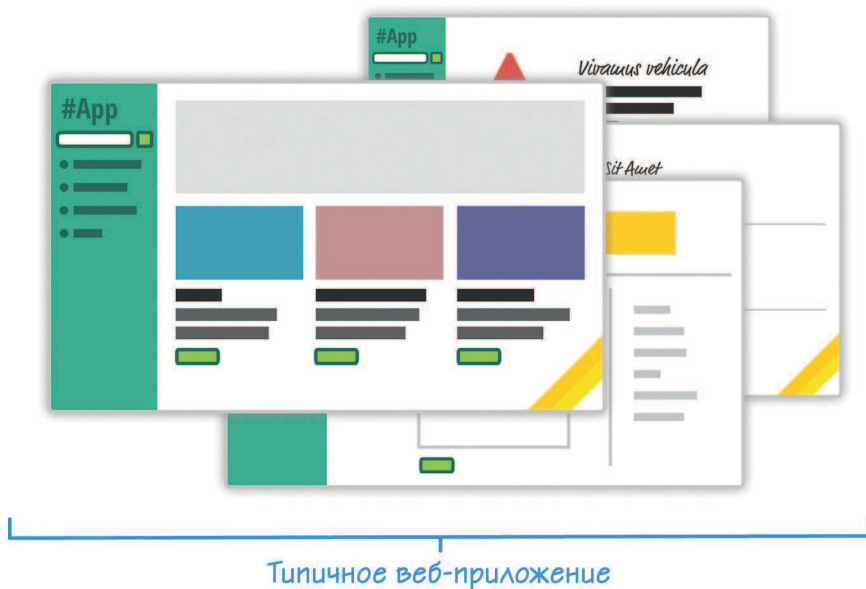 #App
Vivamus vehicula
#App
Sit Amet
Типичное веб-приложение